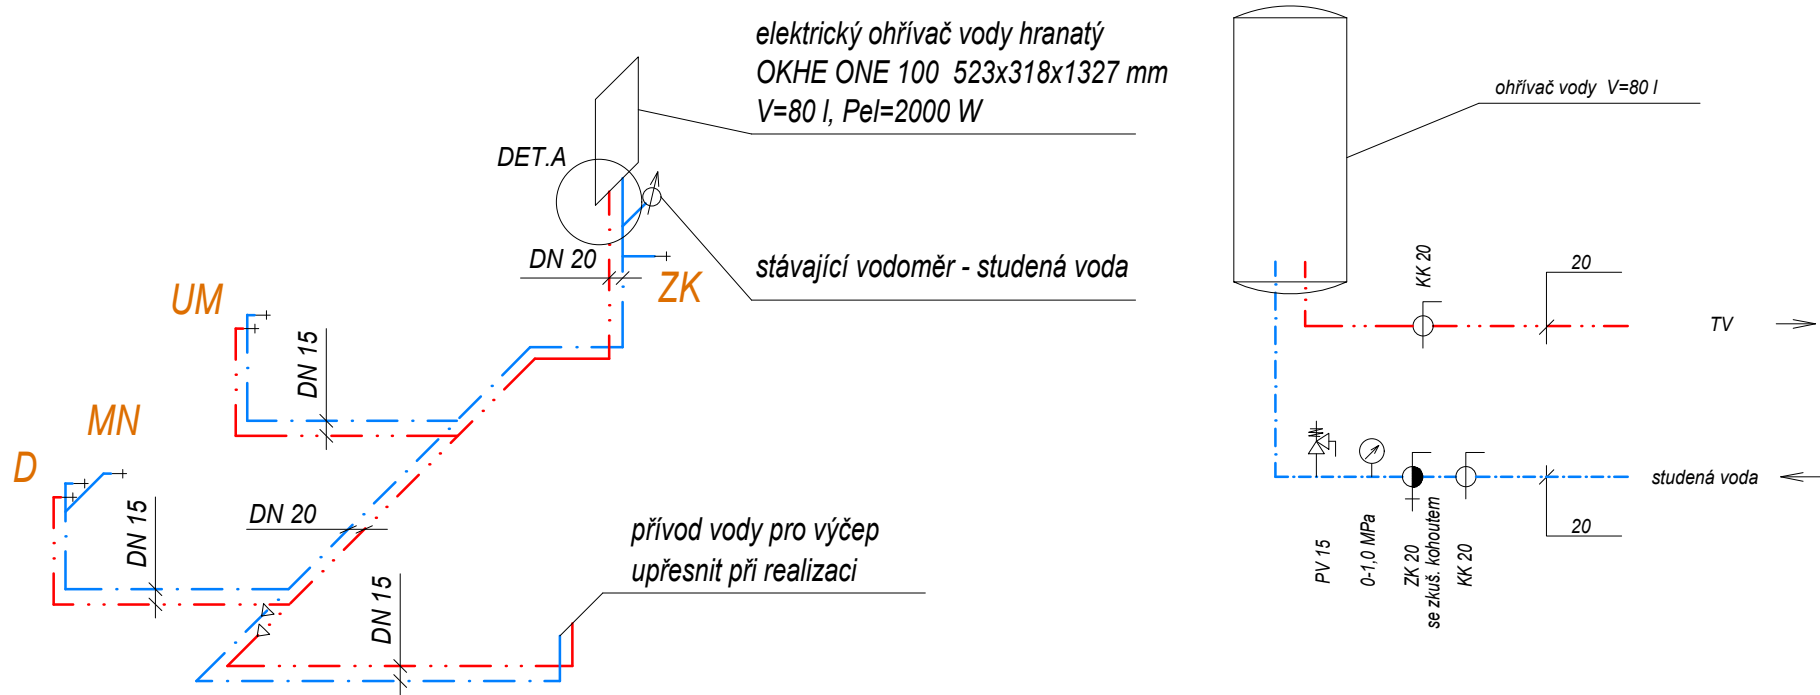 elektrický ohřívač vody hranatý
OKHE ONE 100 523x318x1327 mm
V=80 l, Pel=2000 W
DET.A
DN 20
stávající vodoměr - studená voda
ZK
UM
DN 15
MN
D
DN 15
DN 20
přívod vody pro výčep
upřesnit při realizaci
DN 15
ohřívač vody V=80 l
KK 20
20
TV
studená voda
20
PV 15
0-1,0 MPa
ZK 20
se zkuš. kohoutem
KK 20